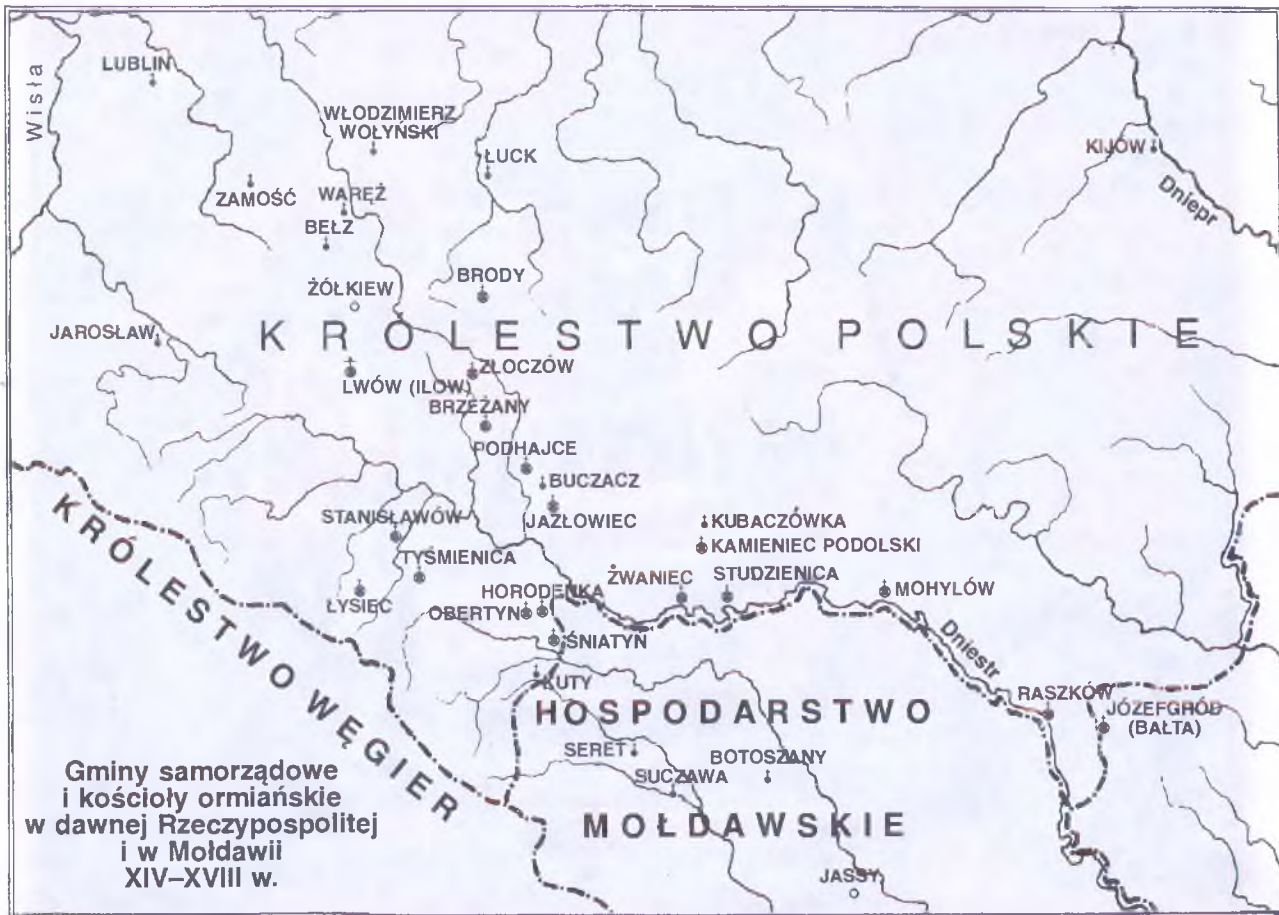 Wisła
LUBLIN
WŁODZIMIERZ
WOŁYŃSKI
ŁUCK
KIJÓW
Dniepr
ZAMOŚĆ
WARĘŻ
BEŁZ
BRODY
ŻÓŁKIEW
JAROSŁAW
KRÓLESTWO POLSKIE
LWÓW (ILOW)
ZŁOCZÓW
BRZEŻANY
PODHAJCE
BUCZACZ
JAZŁOWIEC
STANISŁAWÓW
TYŚMIENICA
KUBACZÓWKA
KAMIENIEC PODOLSKI
ŻWANIEC
STUDZIENICA
MOHYLÓW
ŁYSIEC
HORODENKA
OBERTYN
ŚNIATYŃ
Dniestr
KUTY
KRÓLESTWO WĘGIER
HOSPODARSTWO
RASZKÓW
JÓZEFGRÓD
(BAŁTA)
SERET
BOTOSZANY
SUCZAWA
MOŁDAWSKIE
JASSY
Gminy samorządowe
i kościoły ormiańskie
w dawnej Rzeczypospolitej
i w Mołdawii
XIV–XVIII w.